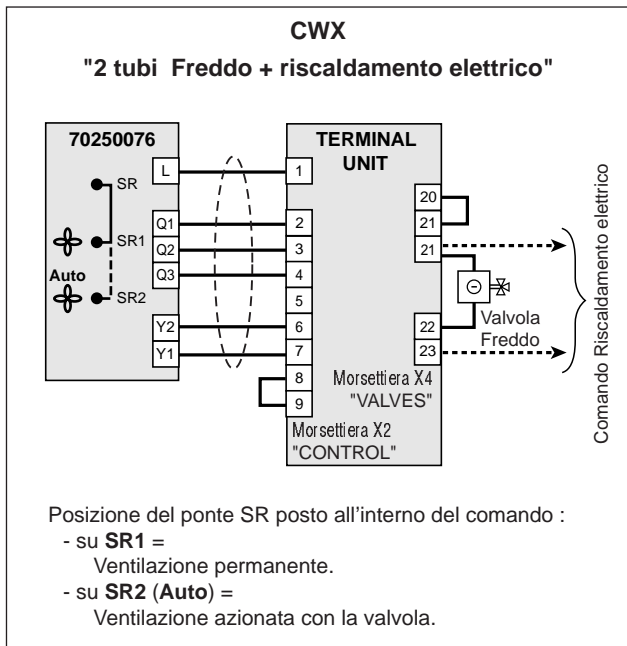 CWX
"2 tubi Freddo + riscaldamento elettrico"
70250076
TERMINAL
UNIT
L
1
SR
20
21
Q1
2
SR1
Q2
3
21
Auto
Q3
4
SR2
5
Y2
6
22
Valvola
Freddo
Y1
7
23
8
9
Morsettiera X4
"VALVES"
Morsettiera X2
"CONTROL"
Comando Riscaldamento elettrico
Posizione del ponte SR posto all'interno del comando :
- su SR1 =
Ventilazione permanente.
- su SR2 (Auto) =
Ventilazione azionata con la valvola.